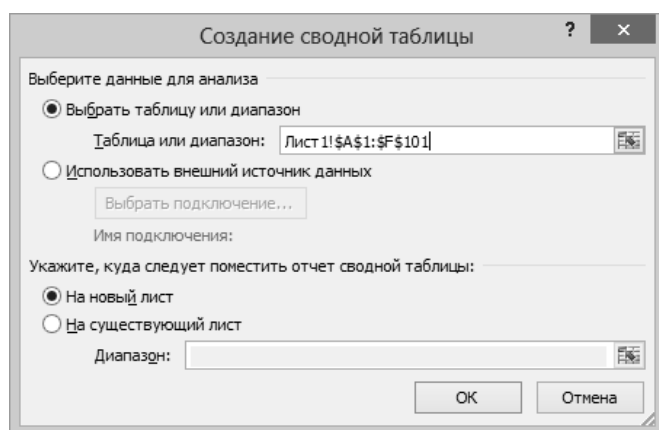 Создание сводной таблицы
? ×
Выберите данные для анализа
Выбрать таблицу или диапазон
Таблица или диапазон: Лист1!$A$1:$F$101
Использовать внешний источник данных
Выбрать подключение...
Имя подключения:
Укажите, куда следует поместить отчет сводной таблицы:
На новый лист
На существующий лист
Диапазон:
ОК Отмена